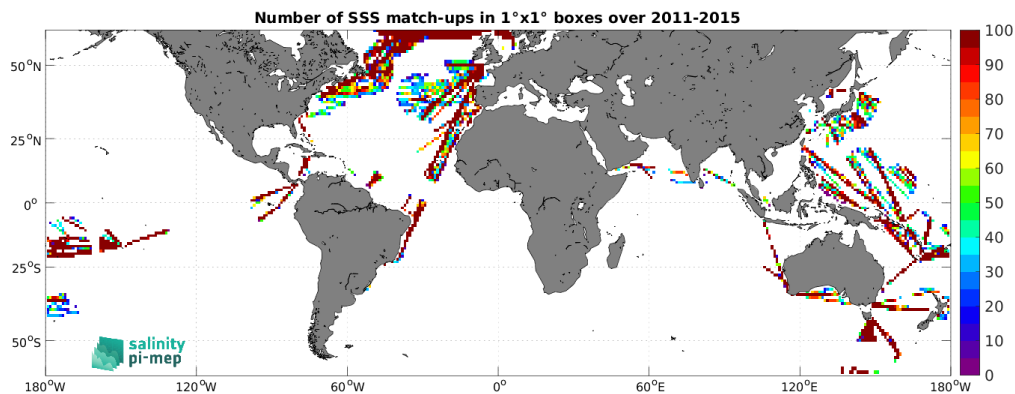 Number of SSS match-ups in 1°x1° boxes over 2011-2015
50°N
25°N
0°
25°S
50°S
180°W
120°W
60°W
0°
60°E
120°E
180°W
100
90
80
70
60
50
40
30
20
10
0
salinity
pi-mep